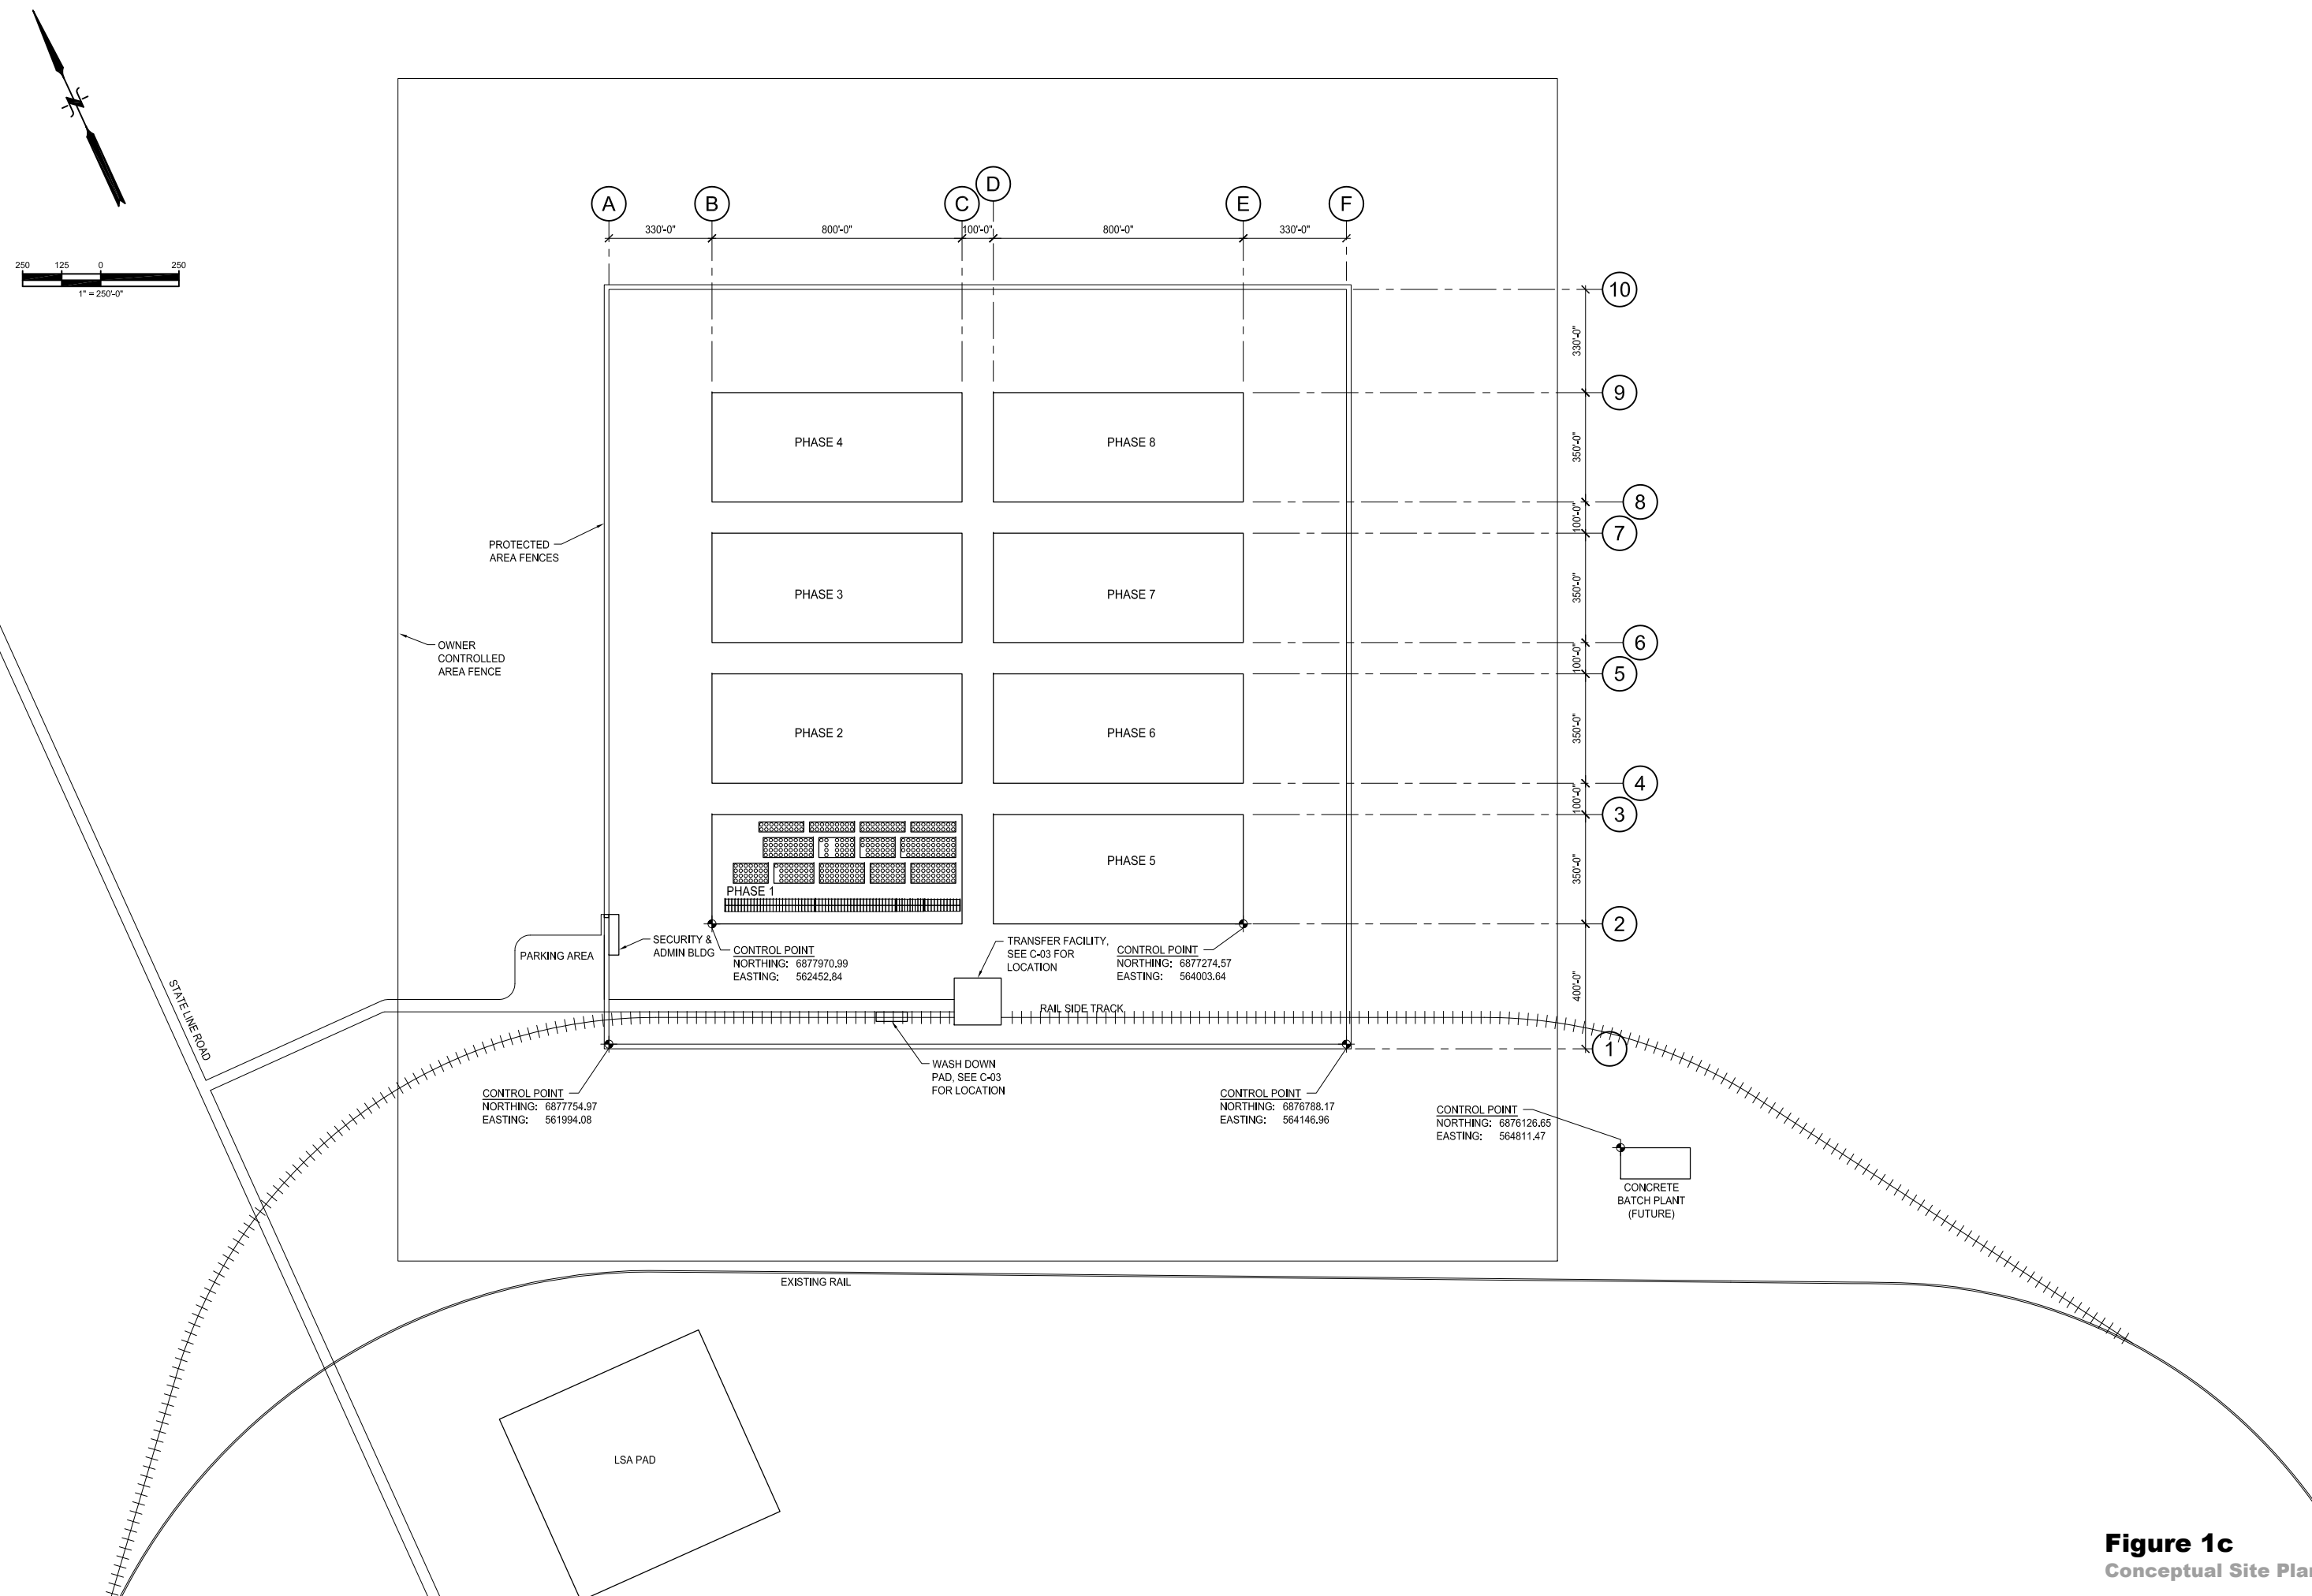 A
B
C
D
E
F
330'-0"
800'-0"
100'-0"
800'-0"
330'-0"
250 125 0 250
1" = 250'-0"
10
330'-0"
9
350'-0"
8
100'-0"
7
350'-0"
6
100'-0"
5
350'-0"
4
100'-0"
3
350'-0"
2
400'-0"
1
PHASE 4
PHASE 8
PROTECTED
AREA FENCES
PHASE 3
PHASE 7
OWNER
CONTROLLED
AREA FENCE
PHASE 2
PHASE 6
PHASE 5
PHASE 1
SECURITY &
ADMIN BLDG
PARKING AREA
CONTROL POINT
NORTHING: 6877970.99
EASTING: 562452.84
TRANSFER FACILITY,
SEE C-03 FOR
LOCATION
CONTROL POINT
NORTHING: 6877274.57
EASTING: 564003.64
STATE LINE ROAD
RAIL SIDE TRACK
WASH DOWN
PAD, SEE C-03
FOR LOCATION
CONTROL POINT
NORTHING: 6877754.97
EASTING: 561994.08
CONTROL POINT
NORTHING: 6876788.17
EASTING: 564146.96
CONTROL POINT
NORTHING: 6876126.65
EASTING: 564811.47
CONCRETE
BATCH PLANT
(FUTURE)
EXISTING RAIL
LSA PAD
Figure 1c
Conceptual Site Plan